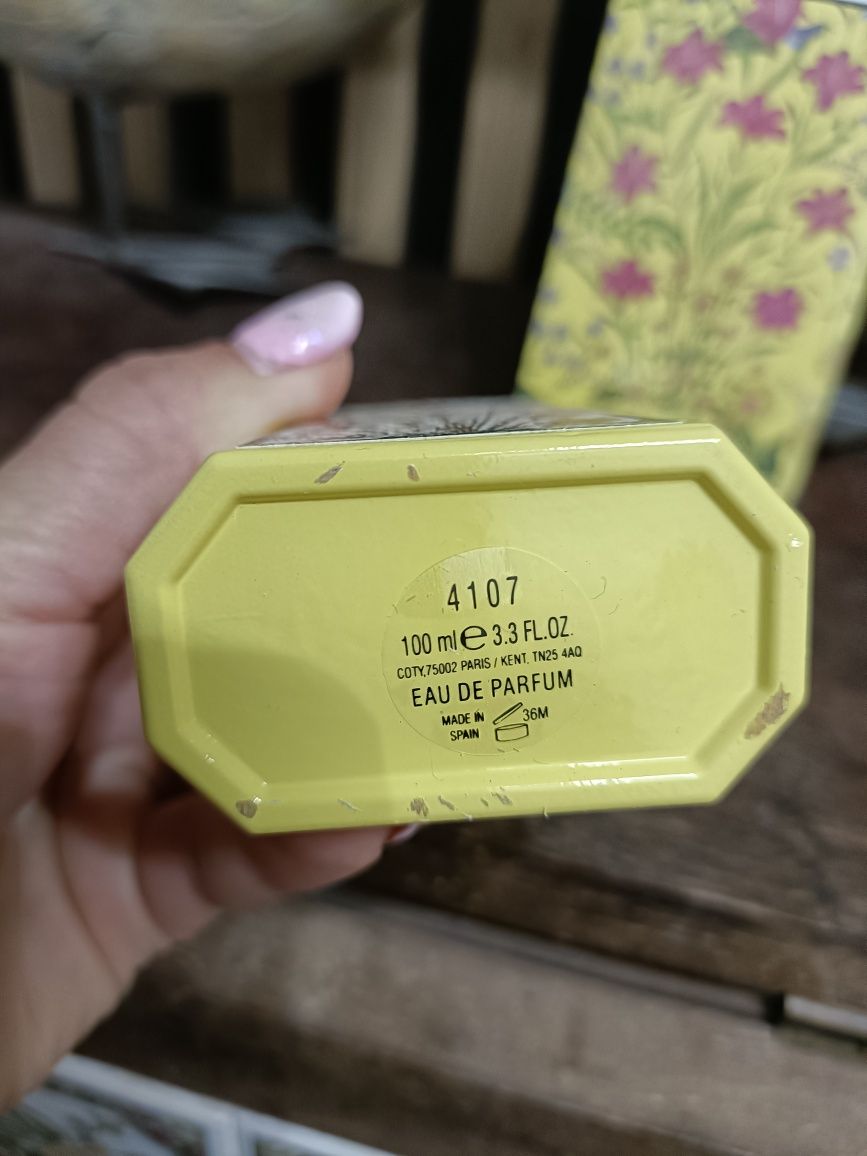 4107
100 ml e 3.3 FL.OZ.
COTY,75002 PARIS / KENT, TN25 4AQ
EAU DE PARFUM
MADE IN
SPAIN
36M